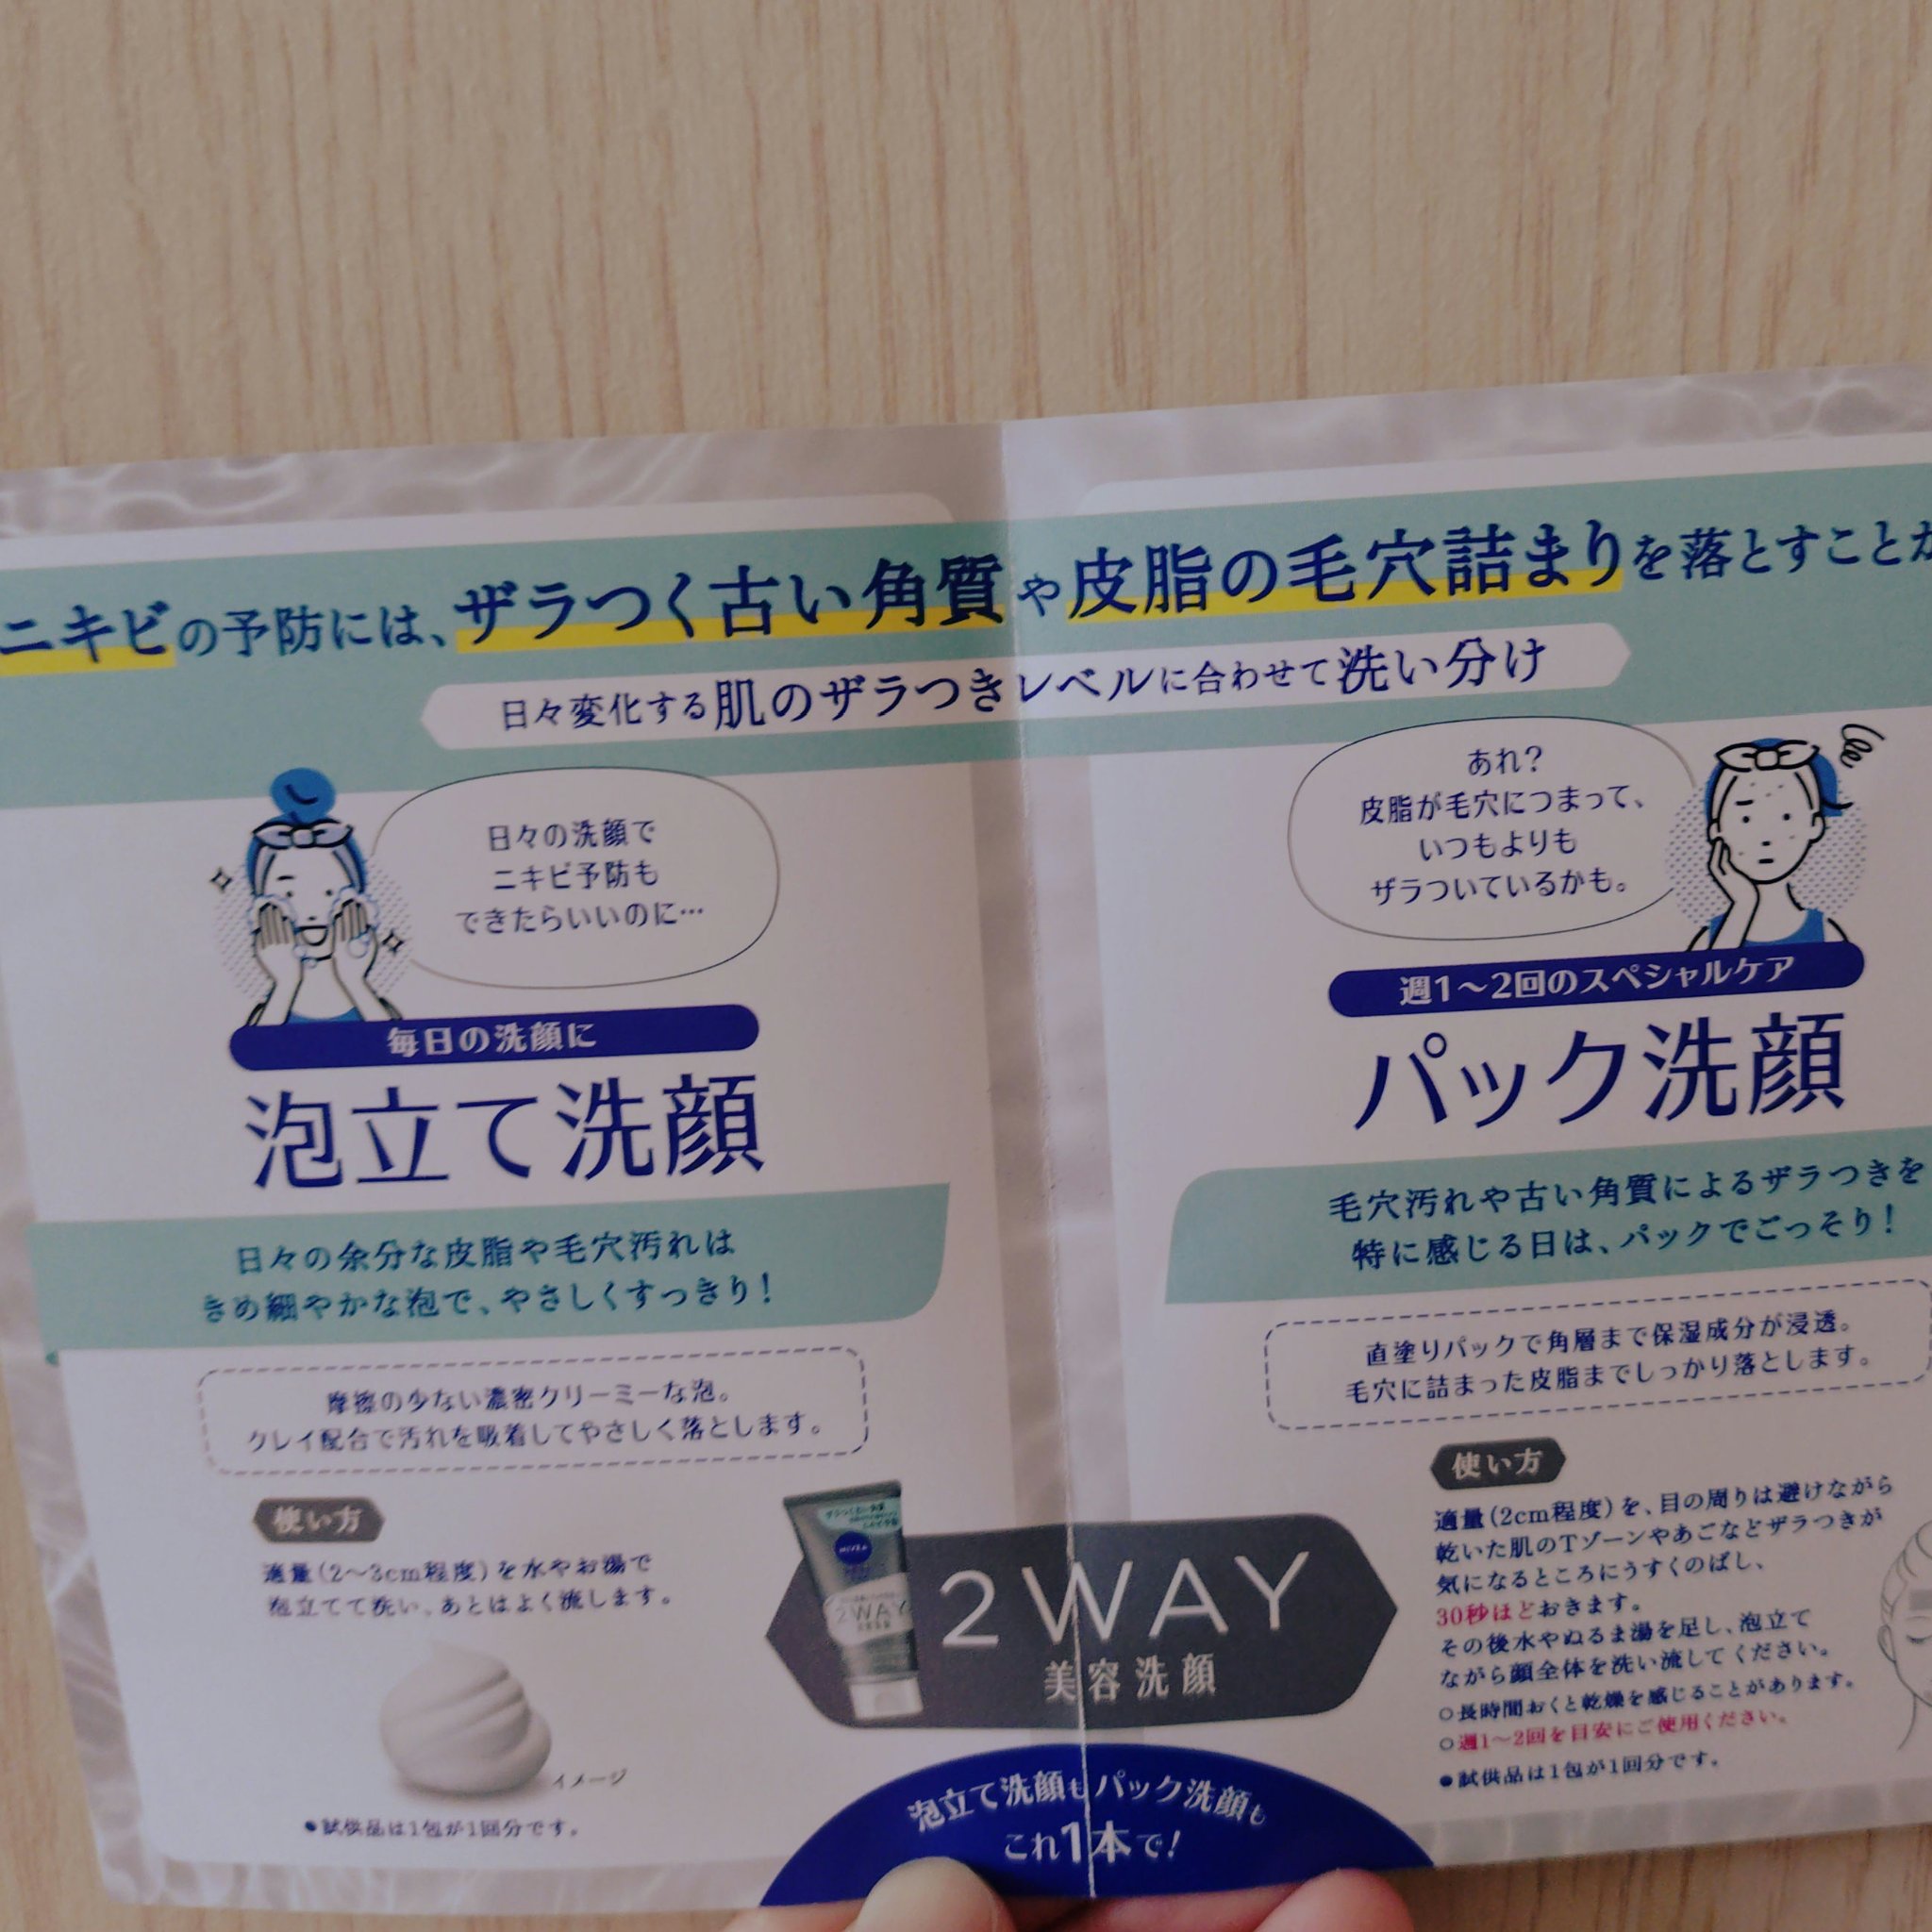 ニキビの予防には、ザラつく古い角質や皮脂の毛穴詰まりを落とすことが
日々変化する肌のザラつきレベルに合わせて洗い分け
日々の洗顔で
ニキビ予防も
できたらいいのに…
毎日の洗顔に
泡立て洗顔
日々の余分な皮脂や毛穴汚れは
きめ細やかな泡で、やさしくすっきり！
摩擦の少ない濃密クリーミーな泡。
クレイ配合で汚れを吸着してやさしく落とします。
使い方
適量（2～3cm程度）を水やお湯で
泡立てて洗い、あとはよく流します。
イメージ
●試供品は1包が1回分です。
あれ？
皮脂が毛穴につまって、
いつもよりも
ザラついているかも。
週1～2回のスペシャルケア
パック洗顔
毛穴汚れや古い角質によるザラつきを
特に感じる日は、パックでごっそり！
直塗りパックで角層まで保湿成分が浸透。
毛穴に詰まった皮脂までしっかり落とします。
使い方
適量（2cm程度）を、目の周りは避けながら
乾いた肌のTゾーンやあごなどザラつきが
気になるところにうすくのばし、
30秒ほどおきます。
その後水やぬるま湯を足し、泡立て
ながら顔全体を洗い流してください。
○長時間おくと乾燥を感じることがあります。
○週1～2回を目安にご使用ください。
●試供品は1包が1回分です。
NIVEA
2WAY
2WAY
美容洗顔
泡立て洗顔もパック洗顔も
これ1本で！